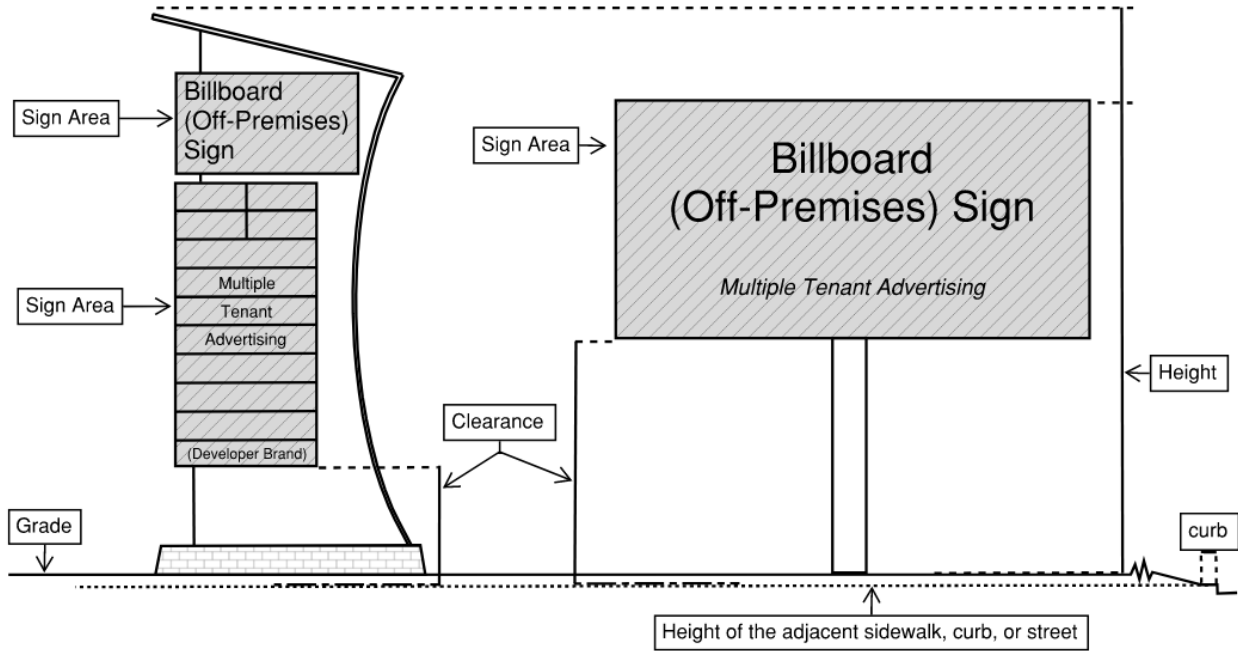 Billboard
(Off-Premises)
Sign
Sign Area
Billboard
(Off-Premises) Sign
Multiple Tenant Advertising
Sign Area
Multiple
Tenant
Advertising
(Developer Brand)
Sign Area
Height
Clearance
Grade
curb
Height of the adjacent sidewalk, curb, or street